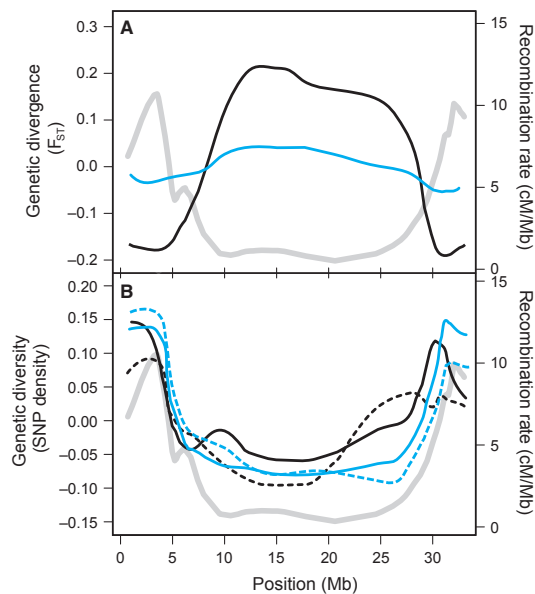 A
0.3
0.2
0.1
0.0
–0.1
–0.2
Genetic divergence
(FST)
15
10
5
0
Recombination rate (cM/Mb)
B
0.20
0.15
0.10
0.05
0.00
–0.05
–0.10
–0.15
Genetic diversity
(SNP density)
15
10
5
0
Recombination rate (cM/Mb)
0 5 10 15 20 25 30
Position (Mb)